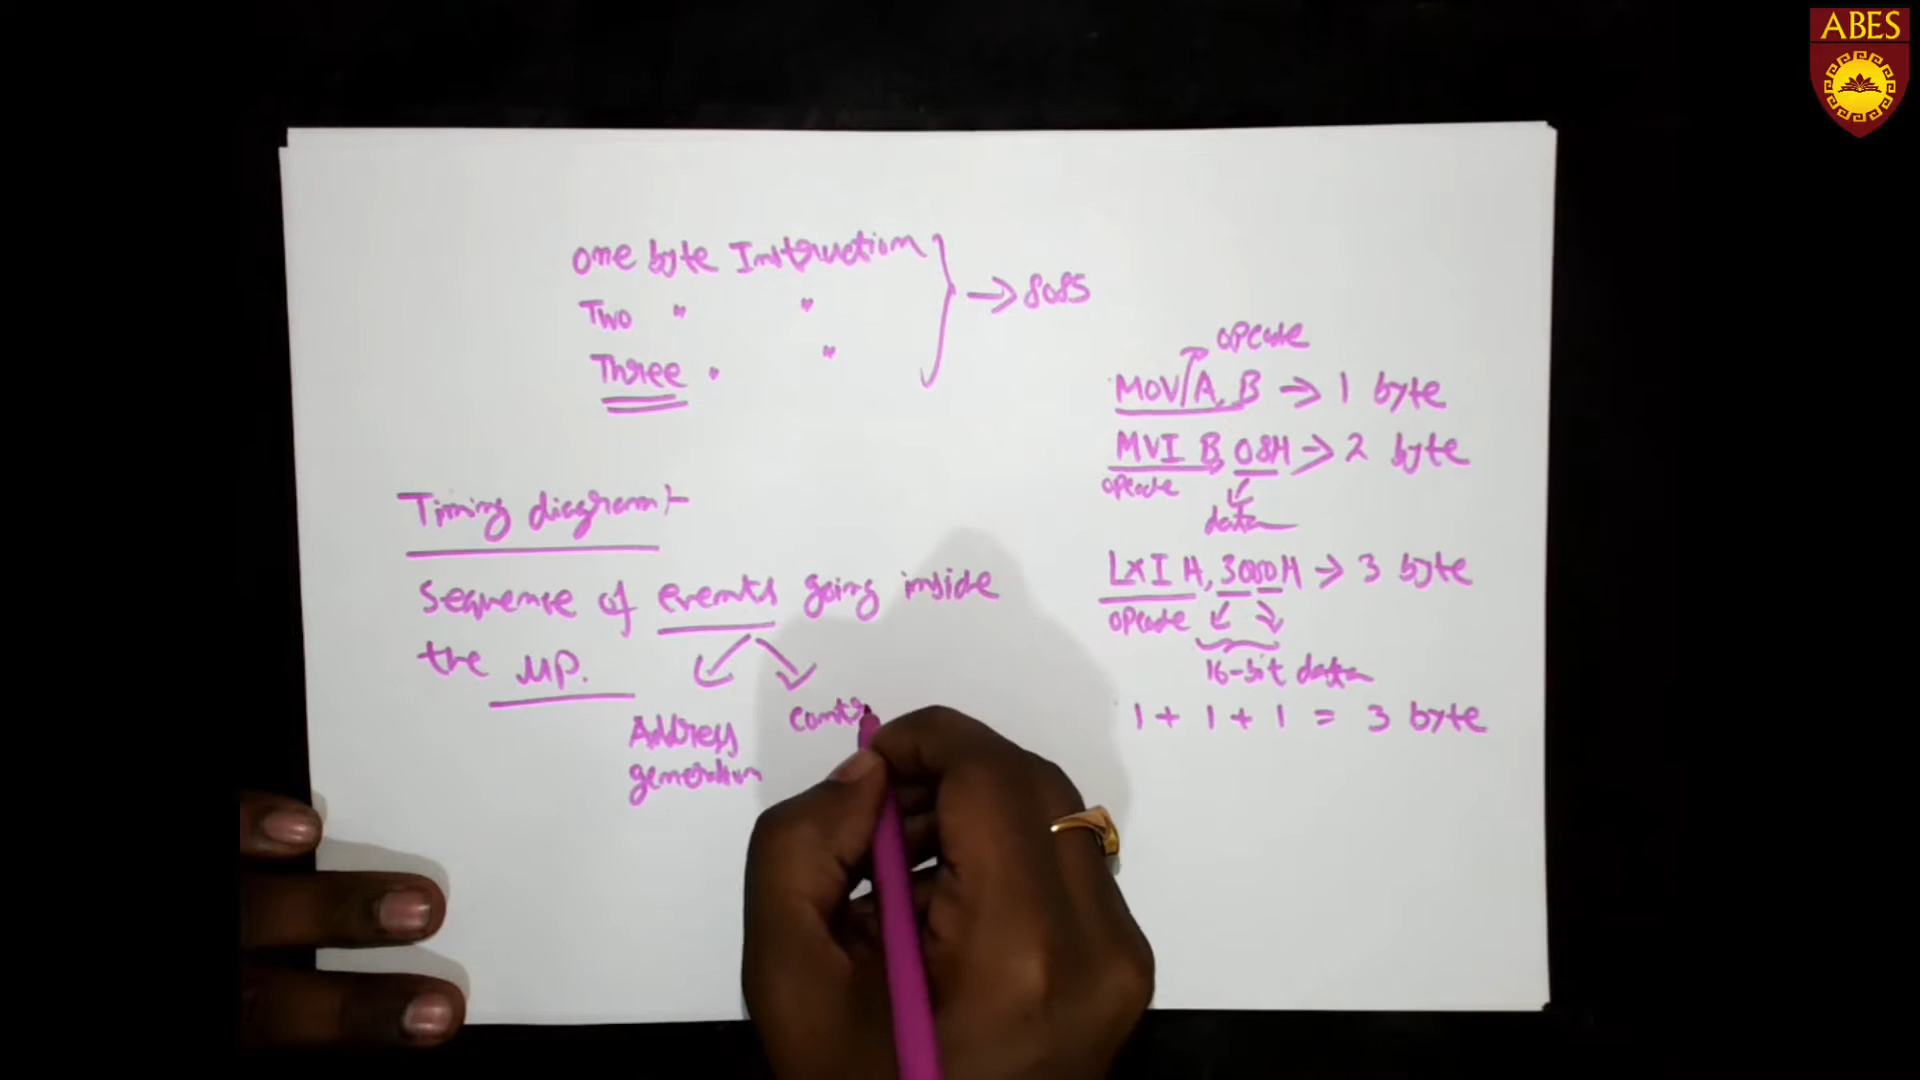 ABES
One byte Instruction
Two " "
Three " "
→ 8085
Timing diagram:-
Sequence of events going inside
the μP.
Address
generation
contr
opcode
MOV A, B → 1 byte
MVI B, 08H → 2 byte
opcode
data
LXI H, 3000H → 3 byte
opcode
16-bit data
1 + 1 + 1 = 3 byte